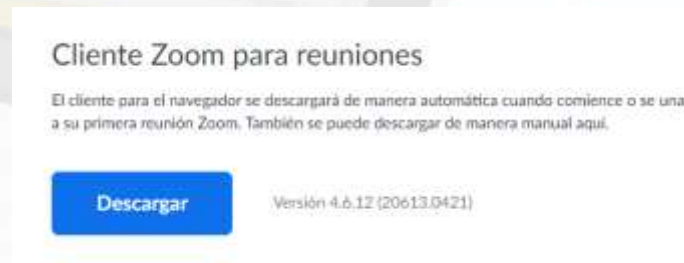 Cliente Zoom para reuniones
El cliente para el navegador se descargará de manera automática cuando comience o se una
a su primera reunión Zoom. También se puede descargar de manera manual aquí.
Descargar
Versión 4.6.12 (20613.0421)